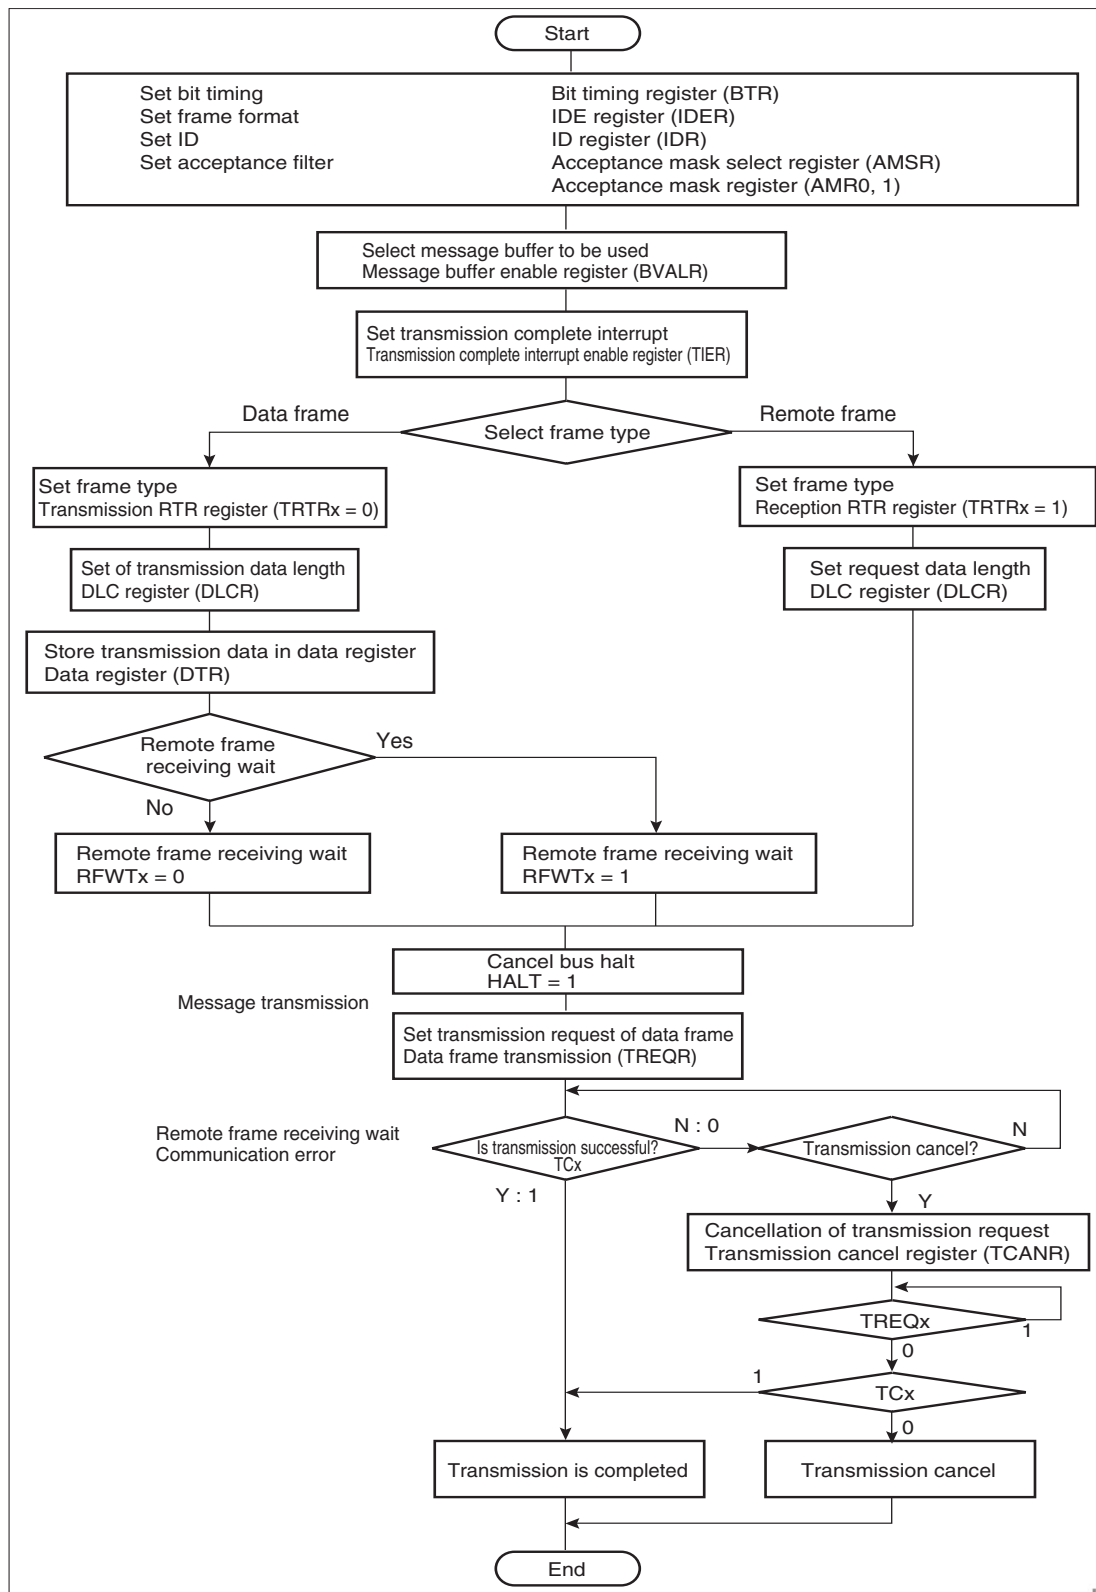 Start
Set bit timing
Set frame format
Set ID
Set acceptance filter
Bit timing register (BTR)
IDE register (IDER)
ID register (IDR)
Acceptance mask select register (AMSR)
Acceptance mask register (AMR0, 1)
Select message buffer to be used
Message buffer enable register (BVALR)
Set transmission complete interrupt
Transmission complete interrupt enable register (TIER)
Data frame
Select frame type
Remote frame
Set frame type
Transmission RTR register (TRTRx = 0)
Set frame type
Reception RTR register (TRTRx = 1)
Set of transmission data length
DLC register (DLCR)
Set request data length
DLC register (DLCR)
Store transmission data in data register
Data register (DTR)
Remote frame
receiving wait
Yes
No
Remote frame receiving wait
RFWTx = 0
Remote frame receiving wait
RFWTx = 1
Cancel bus halt
HALT = 1
Message transmission
Set transmission request of data frame
Data frame transmission (TREQR)
Remote frame receiving wait
Communication error
Is transmission successful?
TCx
N : 0
Transmission cancel?
N
Y : 1
Y
Cancellation of transmission request
Transmission cancel register (TCANR)
TREQx
1
0
1
TCx
0
Transmission is completed
Transmission cancel
End